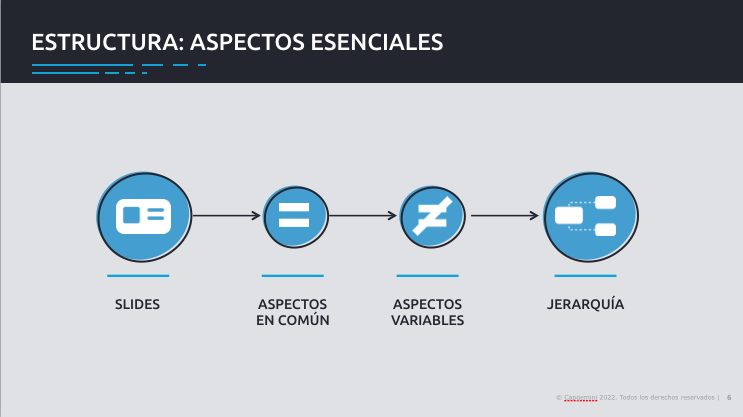 ESTRUCTURA: ASPECTOS ESENCIALES
SLIDES
ASPECTOS
EN COMÚN
ASPECTOS
VARIABLES
JERARQUÍA
© Capgemini 2022. Todos los derechos reservados | 6